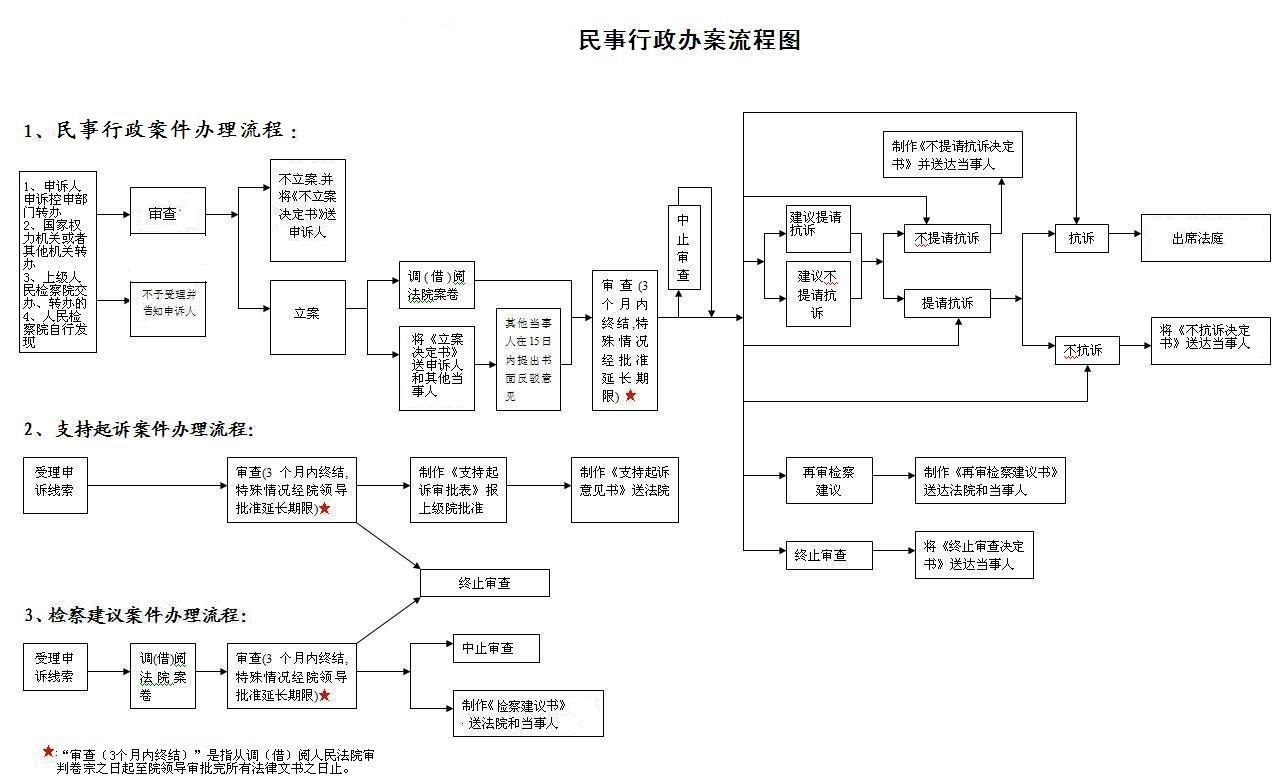 民事行政办案流程图
1、民事行政案件办理流程：
1、申诉人
申诉控申部
门转办
2、国家权
力机关或者
其他机关转
办
3、上级人
民检察院交
办、转办的
4、人民检
察院自行发
现
审查
不予受理并
告知申诉人
不立案.并
将《不立案
决定书》送
申诉人
立案
调(借)阅
法院案卷
将《立案
决定书》
送申诉人
和其他当
事人
其他当事
人在15日
内提出书
面反驳意
见
审查(3
个月内
终结,特
殊情况
经批准
延长期
限)★
中
止
审
查
建议提请
抗诉
建议不
提请抗
诉
制作《不提请抗诉决定
书》并送达当事人
不提请抗诉
提请抗诉
抗诉
出席法庭
不抗诉
将《不抗诉决定
书》送达当事人
再审检察
建议
制作《再审检察建议书》
送达法院和当事人
终止审查
将《终止审查决定
书》送达当事人
2、支持起诉案件办理流程：
受理申
诉线索
审查(3 个月内终结,
特殊情况经院领导
批准延长期限)★
制作《支持起
诉审批表》报
上级院批准
制作《支持起诉
意见书》送法院
终止审查
3、检察建议案件办理流程：
受理申
诉线索
调(借)阅
法院案
卷
审查(3 个月内终结,
特殊情况经院领导
批准延长期限)★
中止审查
制作《检察建议书》
送法院和当事人
★:“审查（3个月内终结）”是指从调（借）阅人民法院审
判卷宗之日起至院领导审批完所有法律文书之日止。